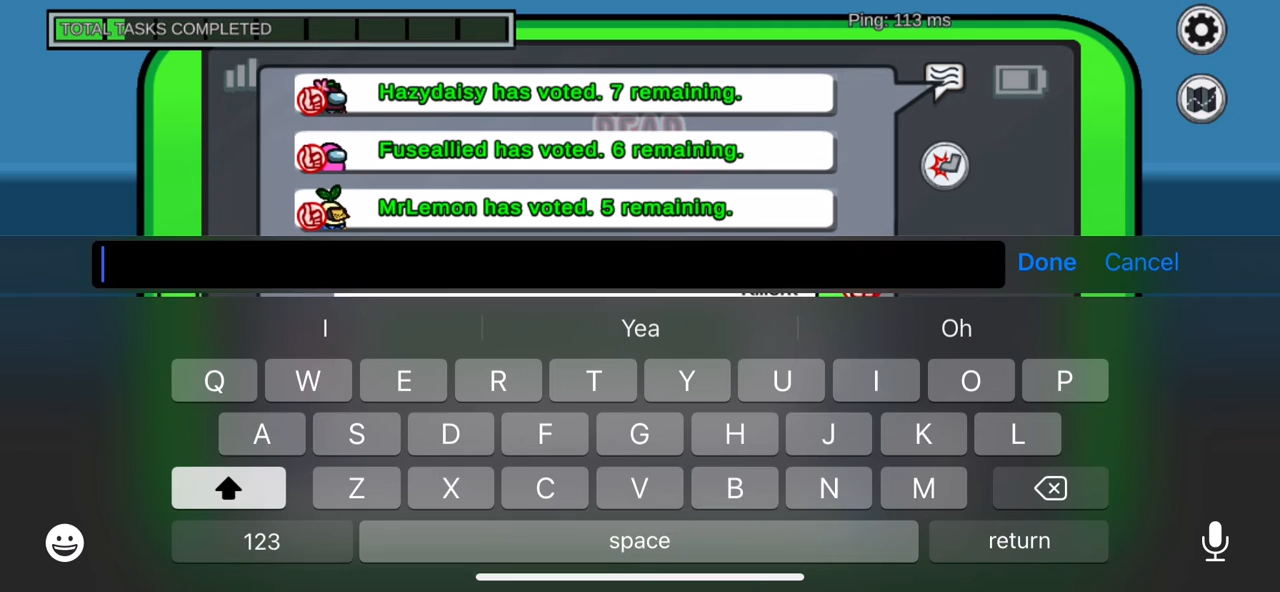 TOTAL TASKS COMPLETED
Ping: 113 ms
Hazydaisy has voted. 7 remaining.
DEAD
Fuseallied has voted. 6 remaining.
MrLemon has voted. 5 remaining.
Done Cancel
I Yea Oh
Q W E R T Y U I O P
A S D F G H J K L
Z X C V B N M
123 space return